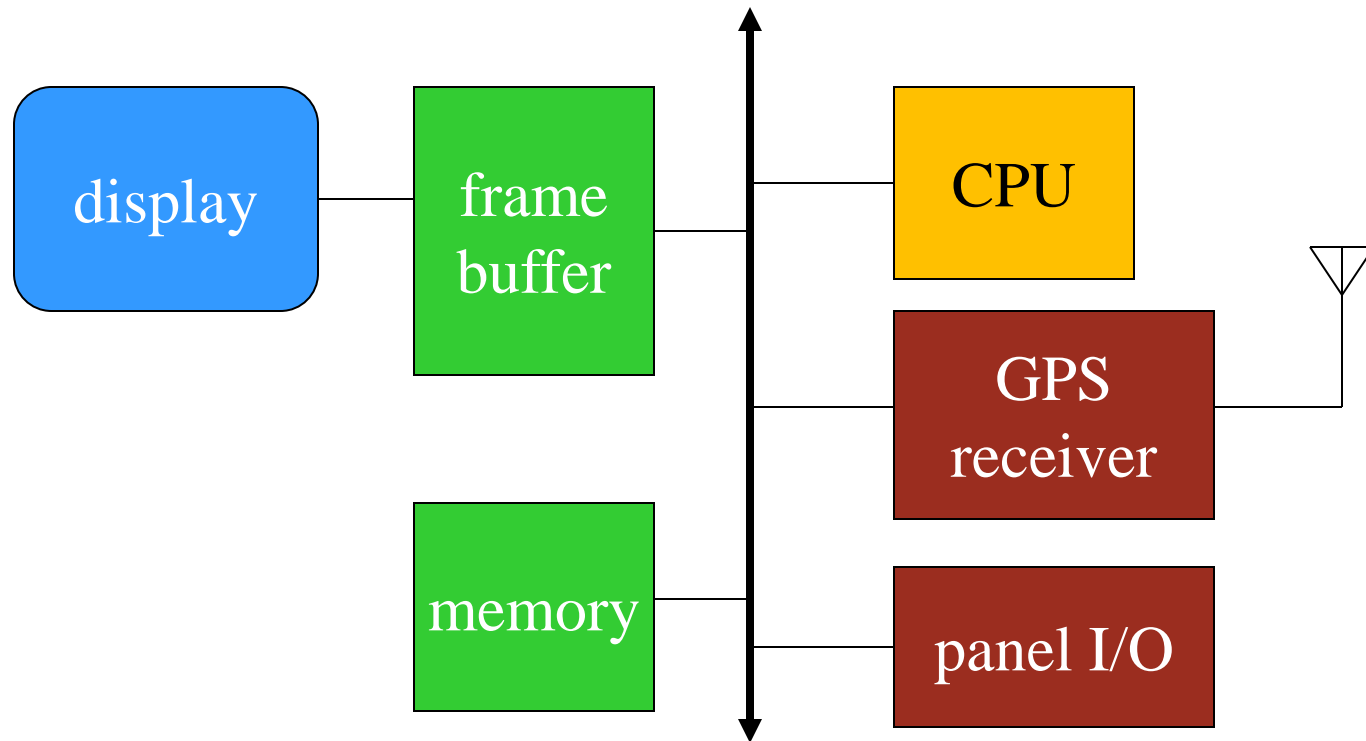 display
frame
buffer
CPU
GPS
receiver
memory
panel I/O